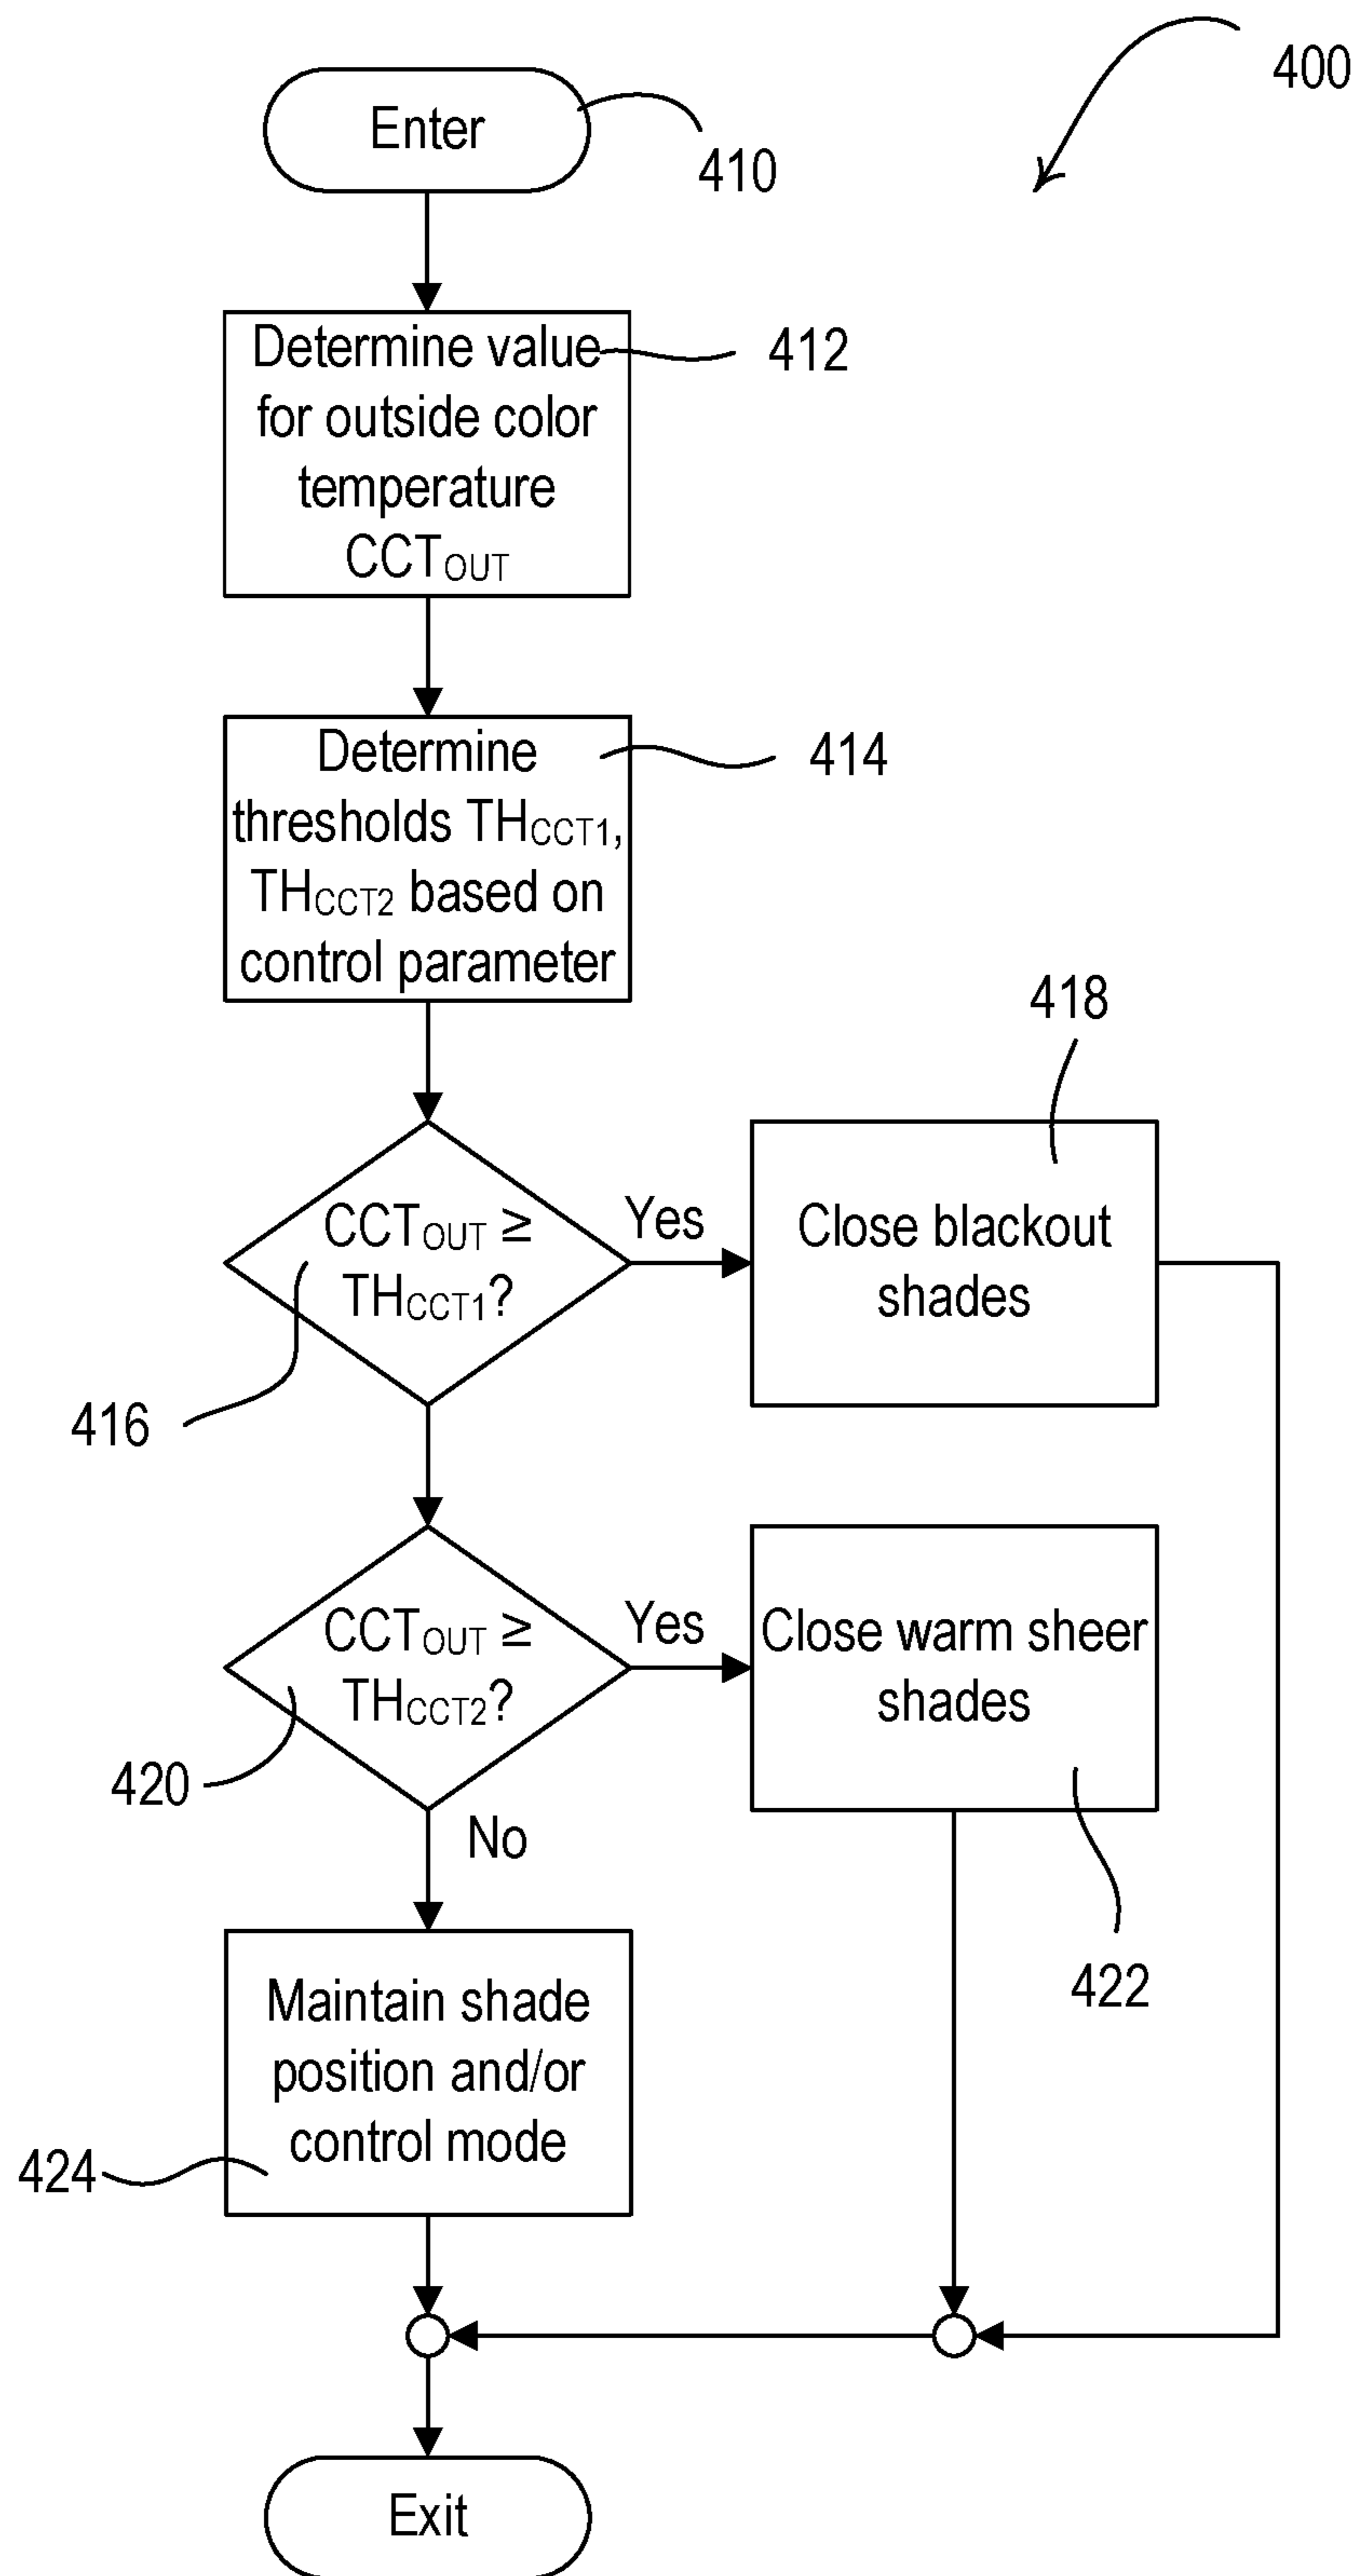 400
Enter
410
Determine value
412
for outside color
temperature
CCTOUT
Determine
414
thresholds THCCT1,
THCCT2 based on
control parameter
418
CCTOUT ≥
THCCT1?
Yes
Close blackout
shades
416
CCTOUT ≥
THCCT2?
Yes
Close warm sheer
shades
420
No
422
Maintain shade
position and/or
control mode
424
Exit